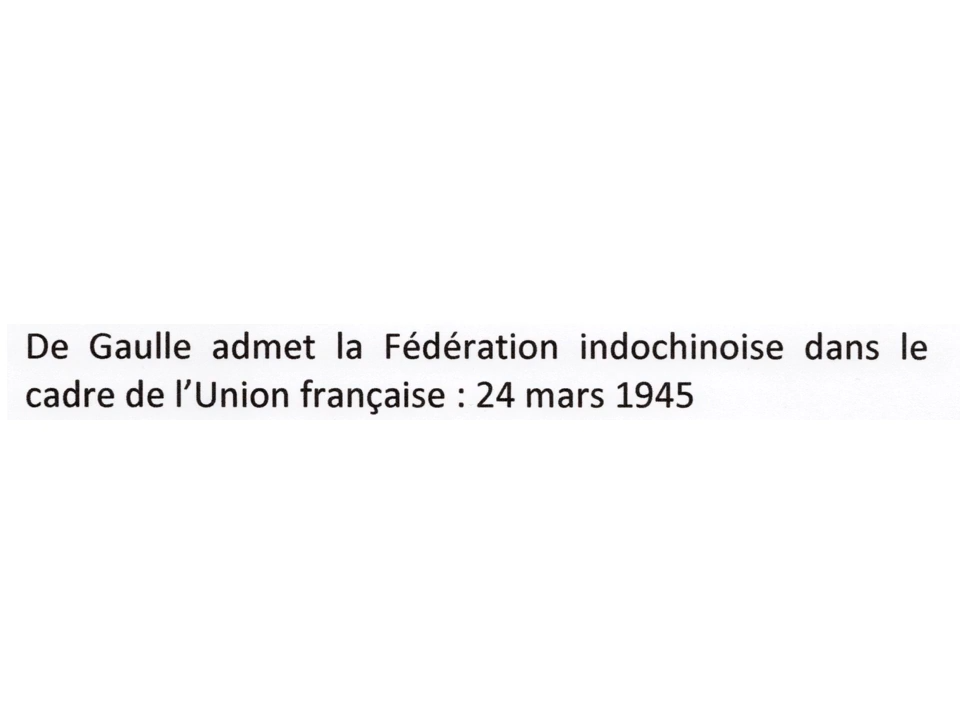 De Gaulle admet la Fédération indochinoise dans le
cadre de l’Union française : 24 mars 1945